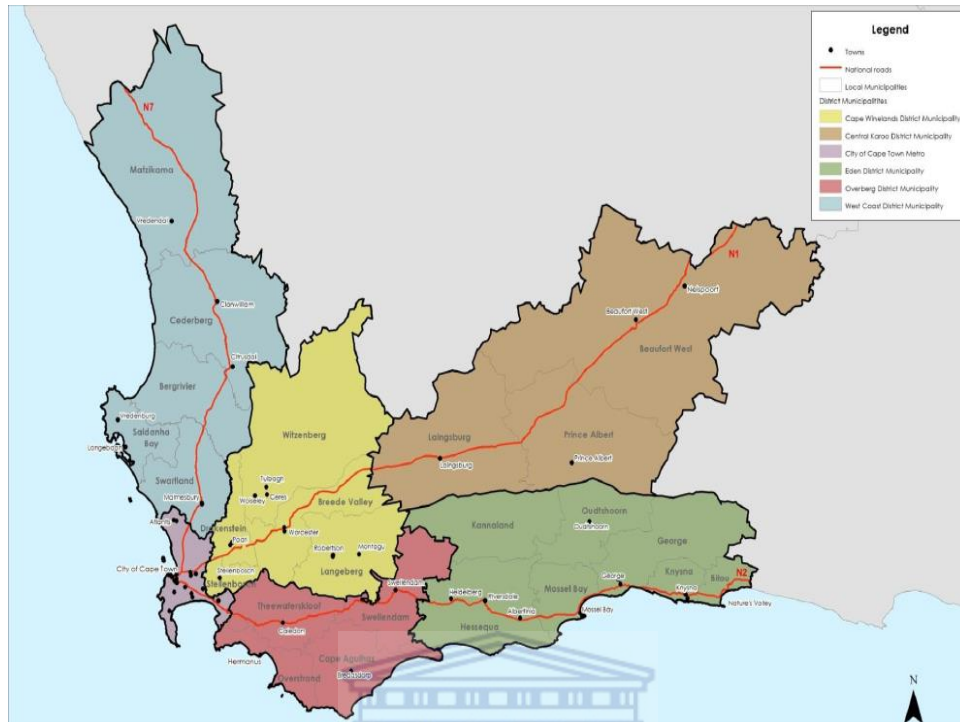 Legend
Towns
National roads
Local Municipalities
District Municipalitites
Cape Winelands District Municipality
Central Karoo District Municipality
City of Cape Town Metro
Eden District Municipality
Overberg District Municipality
West Coast District Municipality
N7
Matzikama
Vredendal
Clanwilliam
Cederberg
Citrusdal
Bergrivier
Vredenburg
Saldanha
Bay
Langebaan
Swartland
Malmesbury
Atlantis
City of Cape Town
Witzenberg
Tulbagh
Wolseley
Ceres
Drakenstein
Paarl
Breede Valley
Worcester
Robertson
Montagu
Stellenbosch
Stellenbosch
Langeberg
N1
Nelspoort
Beaufort West
Beaufort West
Laingsburg
Laingsburg
Prince Albert
Prince Albert
Kannaland
Oudtshoorn
Oudtshoorn
George
George
Knysna
Knysna
Bitou
N2
Nature's Valley
Mossel Bay
Mossel Bay
Heidelberg
Riversdale
Albertinia
Hessequa
Theewaterskloof
Swellendam
Swellendam
Caledon
Hermanus
Cape Agulhas
Overstrand
Bredasdorp
N